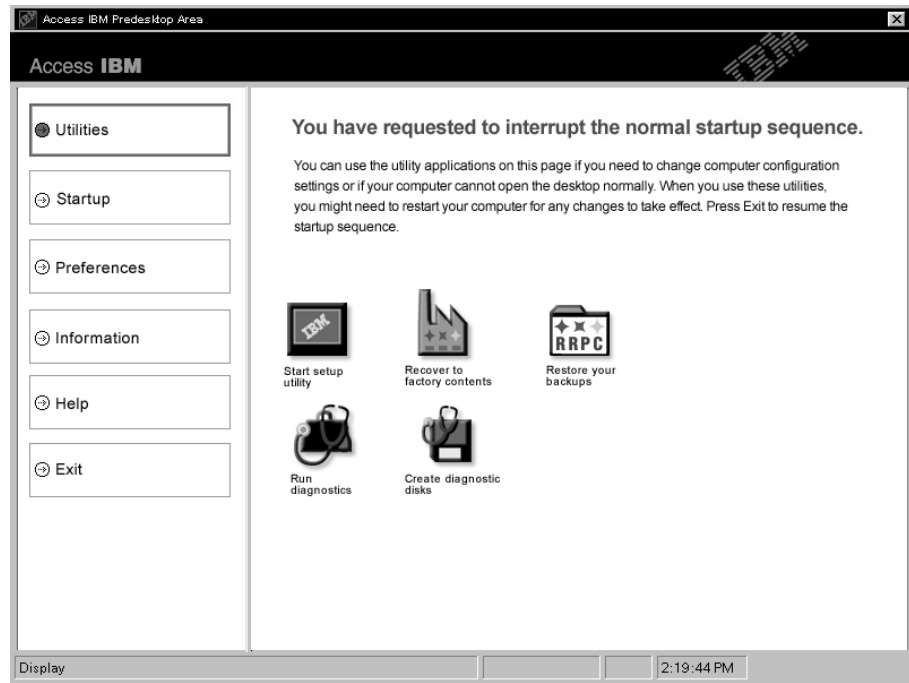 Access IBM Predesktop Area
Access IBM
IBM
Utilities
Startup
Preferences
Information
Help
Exit
You have requested to interrupt the normal startup sequence.
You can use the utility applications on this page if you need to change computer configuration
settings or if your computer cannot open the desktop normally. When you use these utilities,
you might need to restart your computer for any changes to take effect. Press Exit to resume the
startup sequence.
IBM
Start setup
utility
Recover to
factory contents
RRPC
Restore your
backups
Run
diagnostics
Create diagnostic
disks
Display
2:19:44 PM